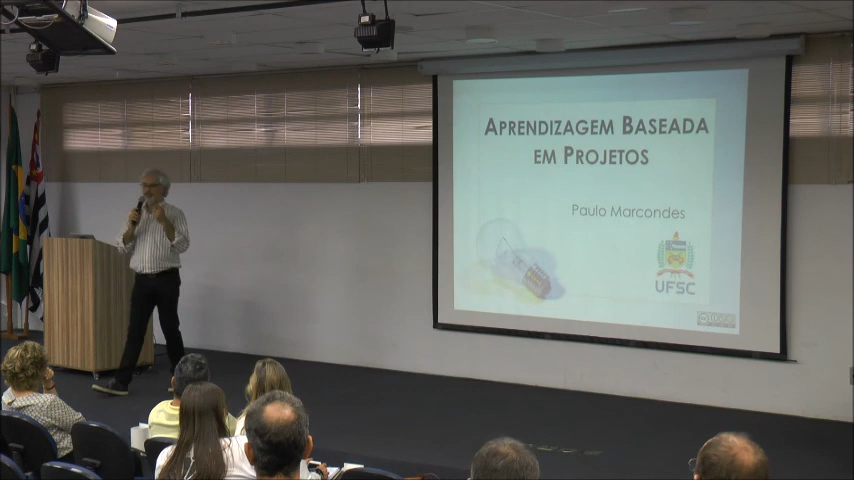 APRENDIZAGEM BASEADA
EM PROJETOS
Paulo Marcondes
UFSC